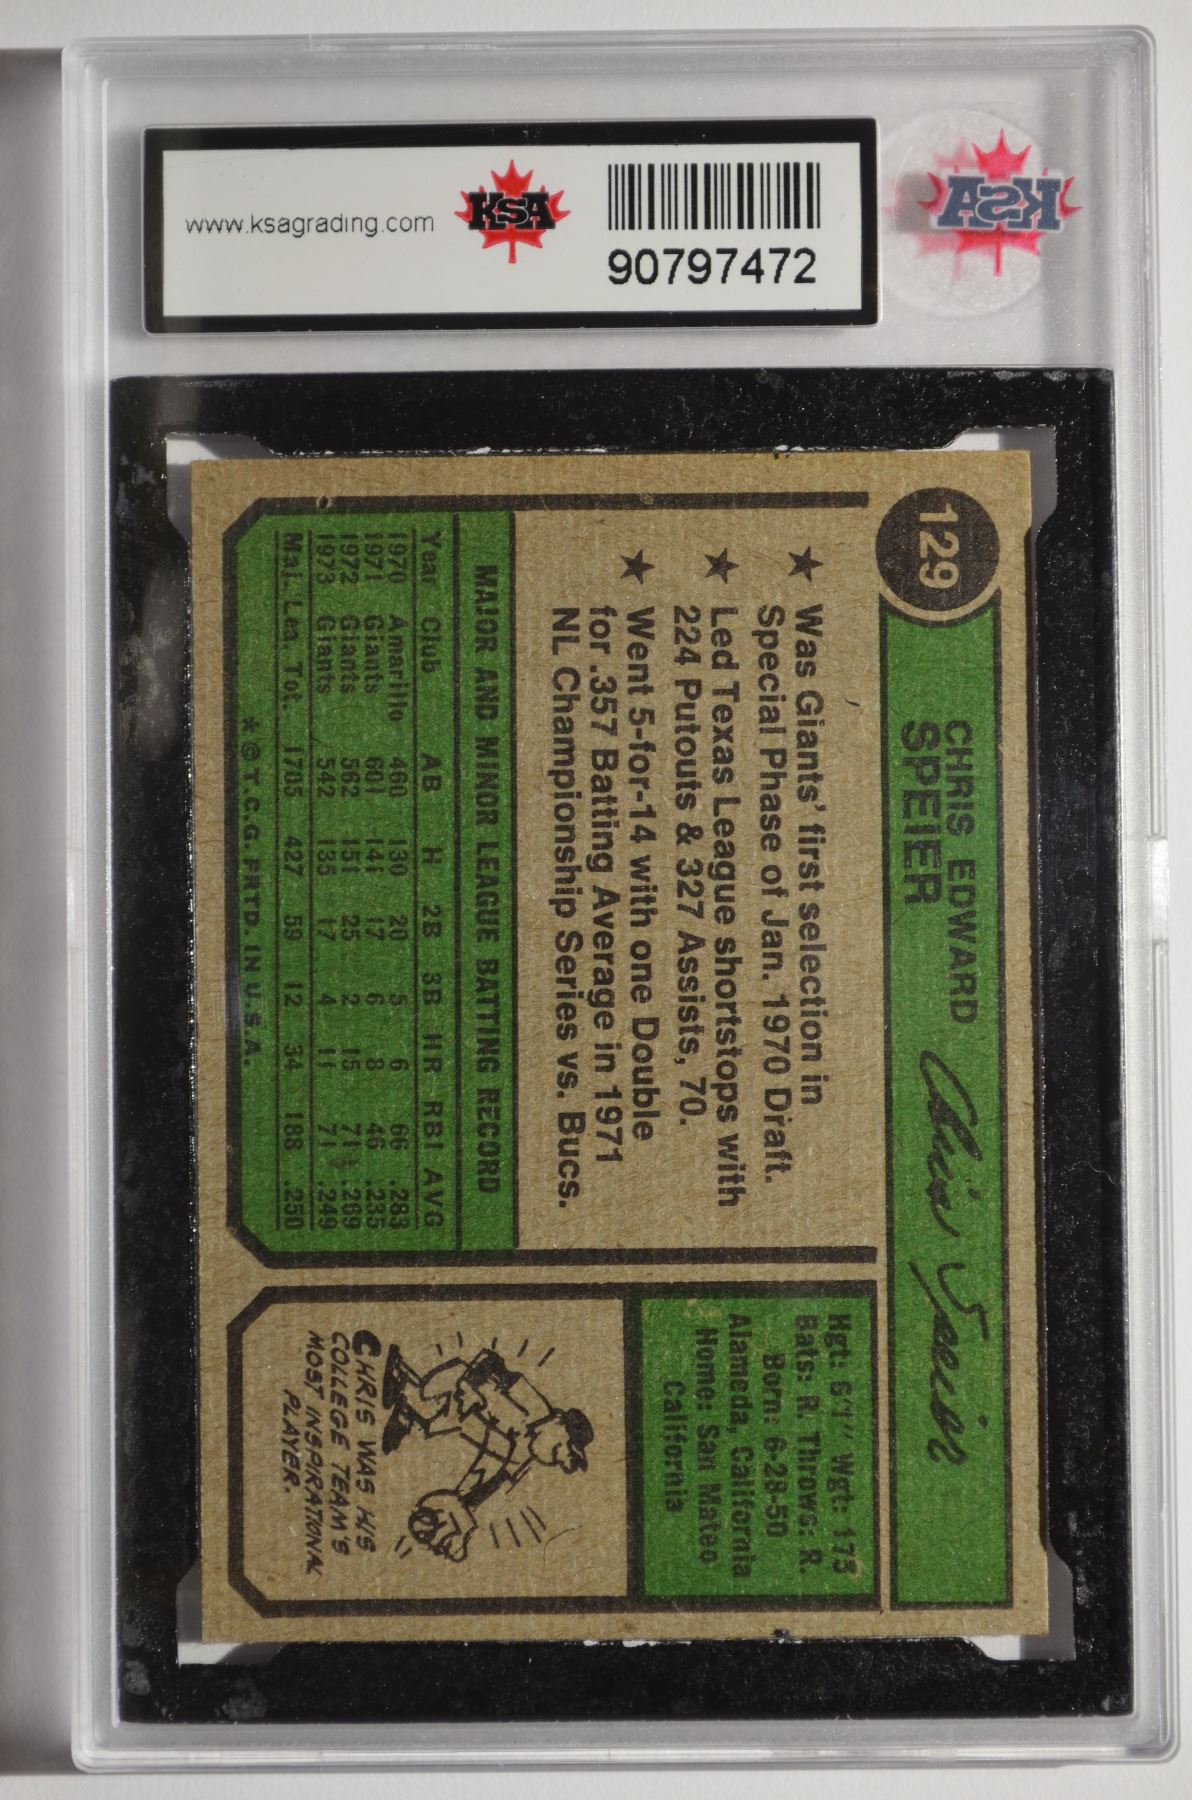 www.ksagrading.com
KSA
90797472
KSA
129
CHRIS EDWARD
SPEIER
Chris Speier
★ Was Giants' first selection in
Special Phase of Jan. 1970 Draft.
★ Led Texas League shortstops with
224 Putouts & 327 Assists, 70.
★ Went 5-for-14 with one Double
for .357 Batting Average in 1971
NL Championship Series vs. Bucs.
MAJOR AND MINOR LEAGUE BATTING RECORD
Year Club AB H 2B 3B HR RBI AVG
1970 Amarillo 460 130 20 5 6 66 .283
1971 Giants 601 141 17 6 8 46 .235
1972 Giants 562 151 25 2 15 71 .269
1973 Giants 542 135 17 4 11 71 .249
Maj. Lea. Tot. 1705 427 59 12 34 188 .250
*©T.C.G. PRTD. IN U.S.A.
Hgt: 6'1" Wgt: 175
Bats: R. Throws: R.
Born: 6-28-50
Alameda, California
Home: San Mateo
California
CHRIS WAS HIS
COLLEGE TEAM'S
MOST INSPIRATIONAL
PLAYER.